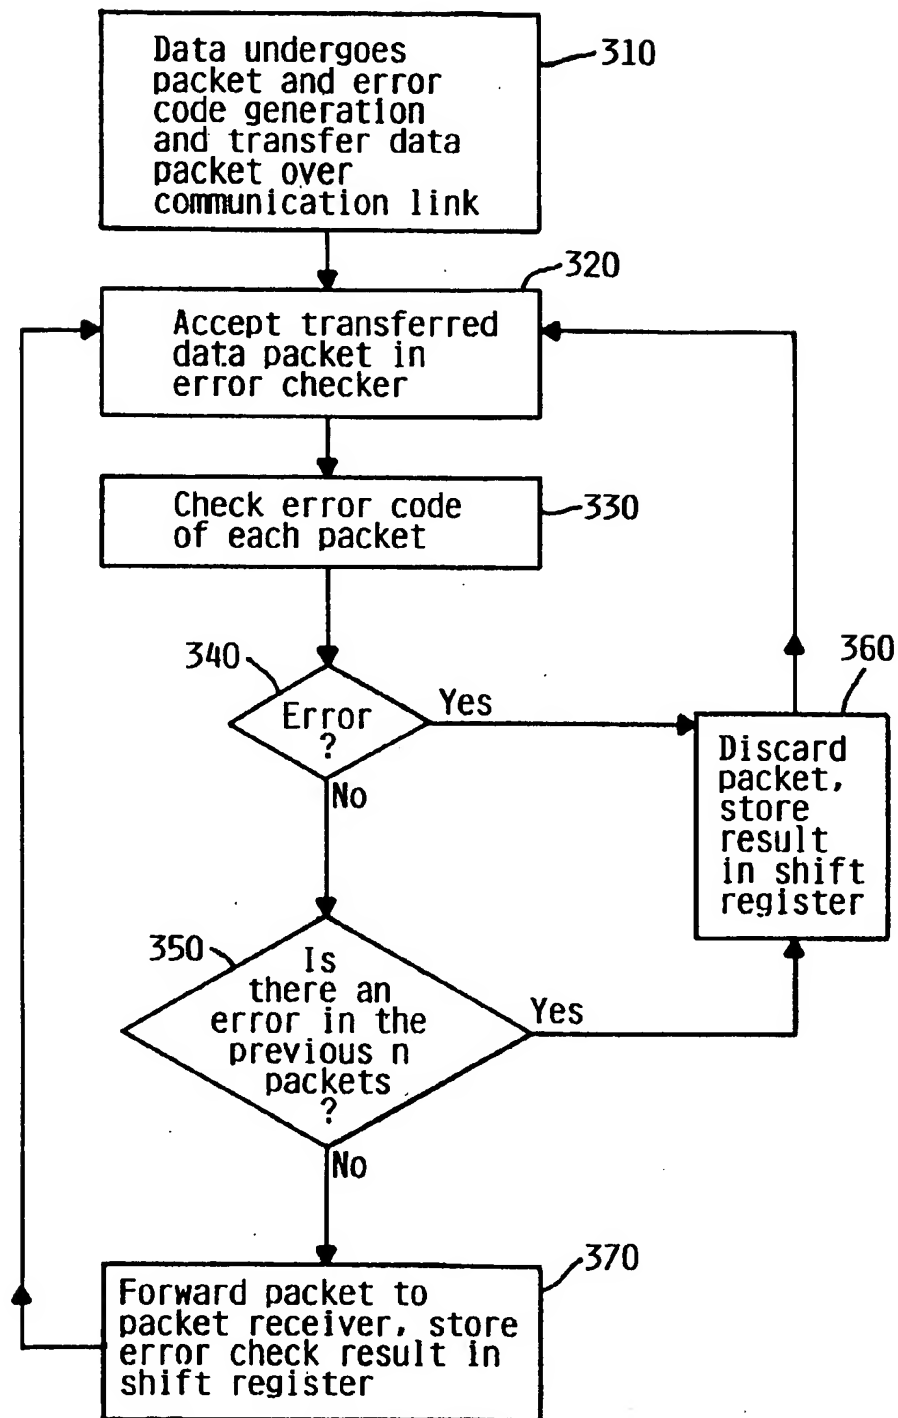 Data undergoes
packet and error
code generation
and transfer data
packet over
communication link
310
320
Accept transferred
data packet in
error checker
Check error code
of each packet
330
340
Error
?
Yes
No
360
Discard
packet,
store
result
in shift
register
350
Is
there an
error in the
previous n
packets
?
Yes
No
370
Forward packet to
packet receiver, store
error check result in
shift register